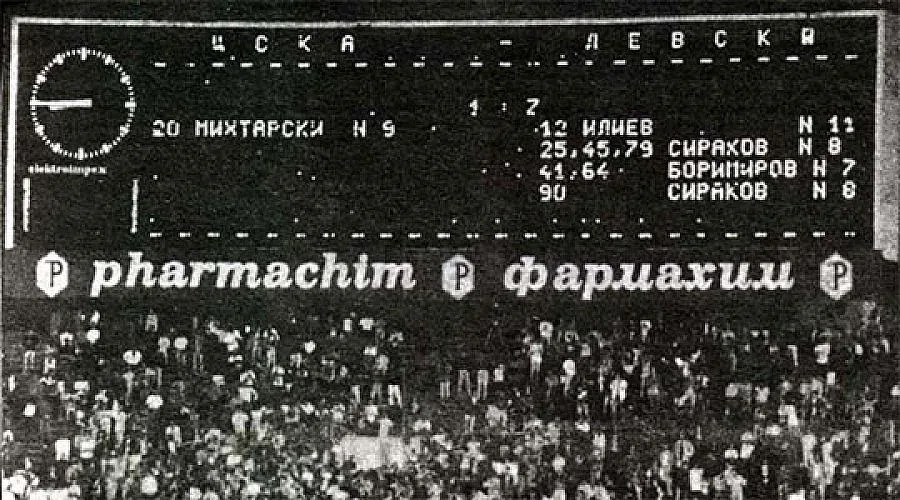 ЦСКА - ЛЕВСКИ
1 : 7
20 МИХТАРСКИ N 9
12 ИЛИЕВ N 11
25,45,79 СИРАКОВ N 8
41,64 БОРИМИРОВ N 7
90 СИРАКОВ N 8
elektroimpex
P pharmachim P фармахим P